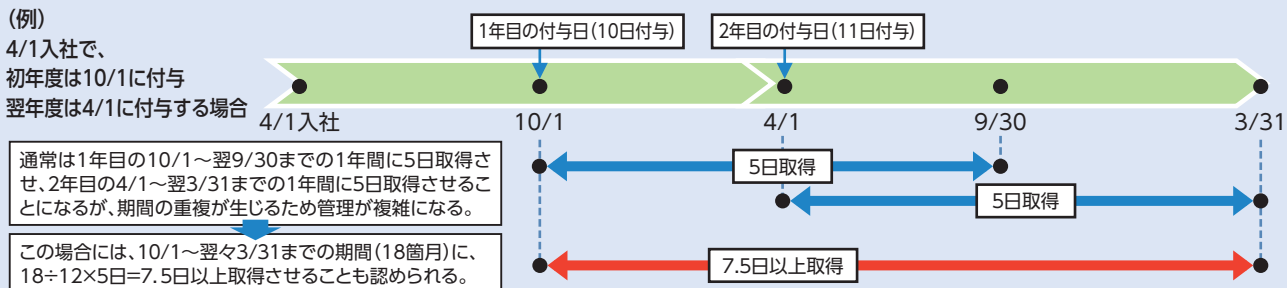 (例)
4/1入社で、
初年度は10/1に付与
翌年度は4/1に付与する場合
1年目の付与日(10日付与)
2年目の付与日(11日付与)
4/1入社
10/1
4/1
9/30
3/31
通常は1年目の10/1～翌9/30までの1年間に5日取得さ
せ、2年目の4/1～翌3/31までの1年間に5日取得させるこ
とになるが、期間の重複が生じるため管理が複雑になる。
5日取得
5日取得
この場合には、10/1～翌々3/31までの期間(18箇月)に、
18÷12×5日=7.5日以上取得させることも認められる。
7.5日以上取得